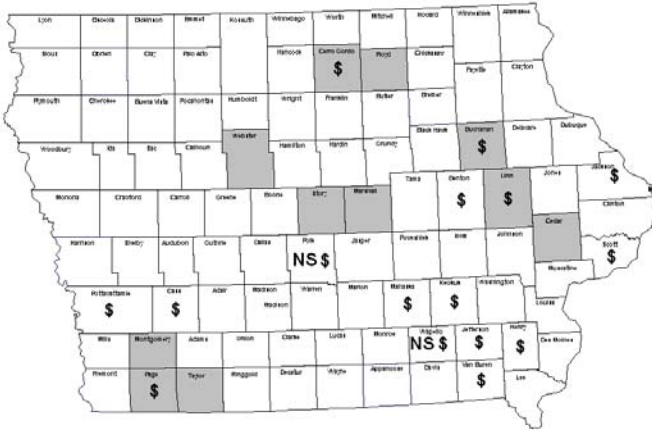 Lyon Osceola Dickinson Emmet Kossuth Winnebago Worth Mitchell Howard Winneshiek Allamakee
Sioux Obrien Clay Palo Alto Hancock Cerro Gordo Floyd Chickasaw
$
Fayette Clayton
Plymouth Cherokee Buena Vista Pocahontas Humboldt Wright Franklin Butler Bremer
Woodbury Ida Sac Calhoun Webster Hamilton Hardin Grundy Black Hawk Buchanan Delaware Dubuque
$
Monona Crawford Carroll Greene Boone Story Marshall Tama Benton Linn Jones Jackson
$ $ $
Clinton
Harrison Shelby Audubon Guthrie Dallas Polk Jasper Poweshiek Iowa Johnson Cedar Scott
NS $ $
Muscatine
Pottawattamie Cass Adair Madison Warren Marion Mahaska Keokuk Washington
Madison
Louisa
$ $ $ $
Mills Montgomery Adams Union Clarke Lucas Monroe Wapello Jefferson Henry Des Moines
NS $ $ $
Fremont Page Taylor Ringgold Decatur Wayne Appanoose Davis Van Buren Lee
$ $